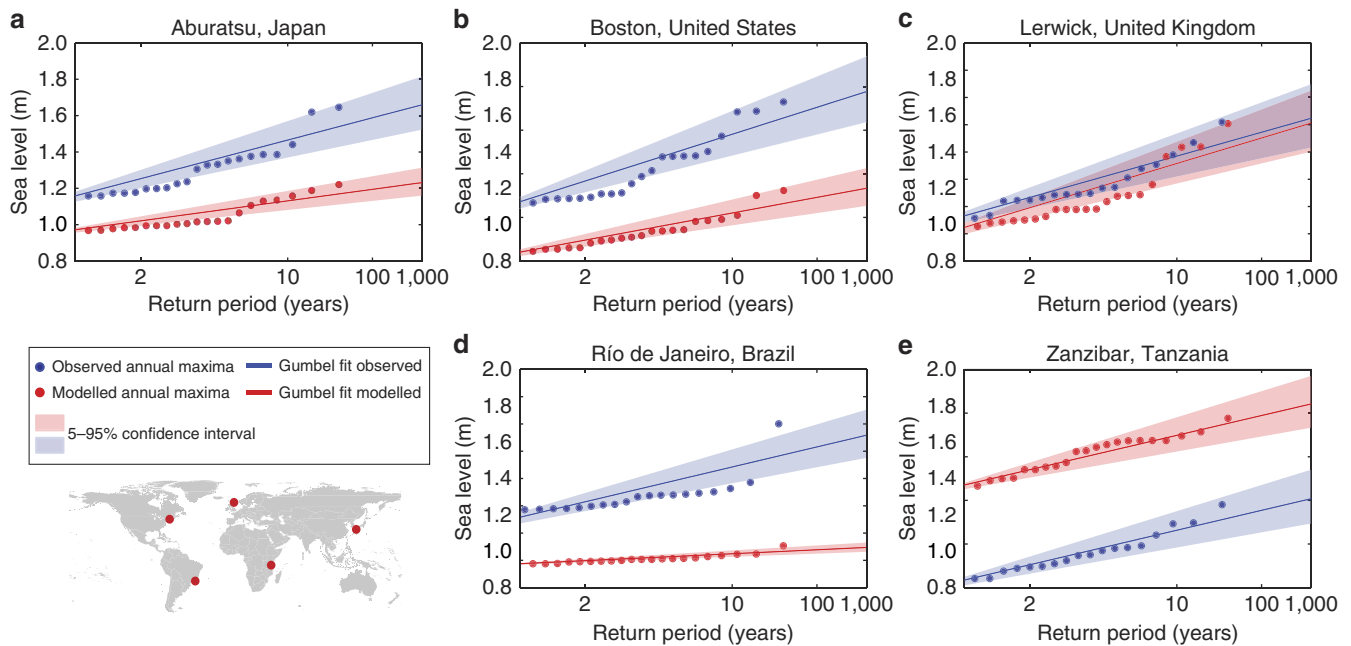 a
Aburatsu, Japan
2.0
1.8
1.6
1.4
1.2
1.0
0.8
Sea level (m)
2 10 100 1,000
Return period (years)
b
Boston, United States
2.0
1.8
1.6
1.4
1.2
1.0
0.8
Sea level (m)
2 10 100 1,000
Return period (years)
c
Lerwick, United Kingdom
2.0
1.8
1.6
1.4
1.2
1.0
0.8
Sea level (m)
2 10 100 1,000
Return period (years)
Observed annual maxima
Gumbel fit observed
Modelled annual maxima
Gumbel fit modelled
5–95% confidence interval
d
Río de Janeiro, Brazil
2.0
1.8
1.6
1.4
1.2
1.0
0.8
Sea level (m)
2 10 100 1,000
Return period (years)
e
Zanzibar, Tanzania
2.0
1.8
1.6
1.4
1.2
1.0
0.8
Sea level (m)
2 10 100 1,000
Return period (years)